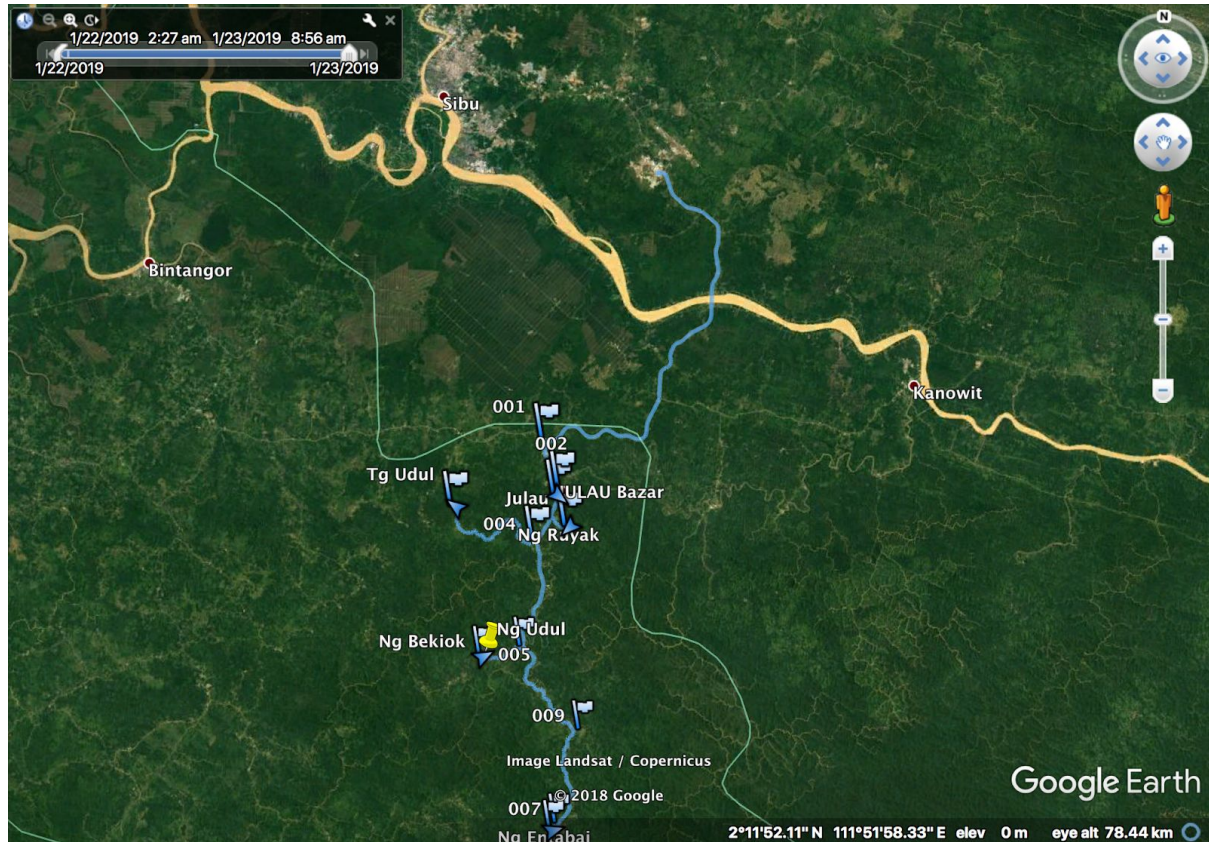 1/22/2019 2:27 am 1/23/2019 8:56 am
1/22/2019 1/23/2019
N
Sibu
Bintangor
Kanowit
001
002
Tg Udul
Julau
JULAU Bazar
004
Ng Rayak
Ng Udul
Ng Bekiok
005
009
Image Landsat / Copernicus
Google Earth
© 2018 Google
007
Ng Entabai
2°11'52.11" N 111°51'58.33" E elev 0 m eye alt 78.44 km